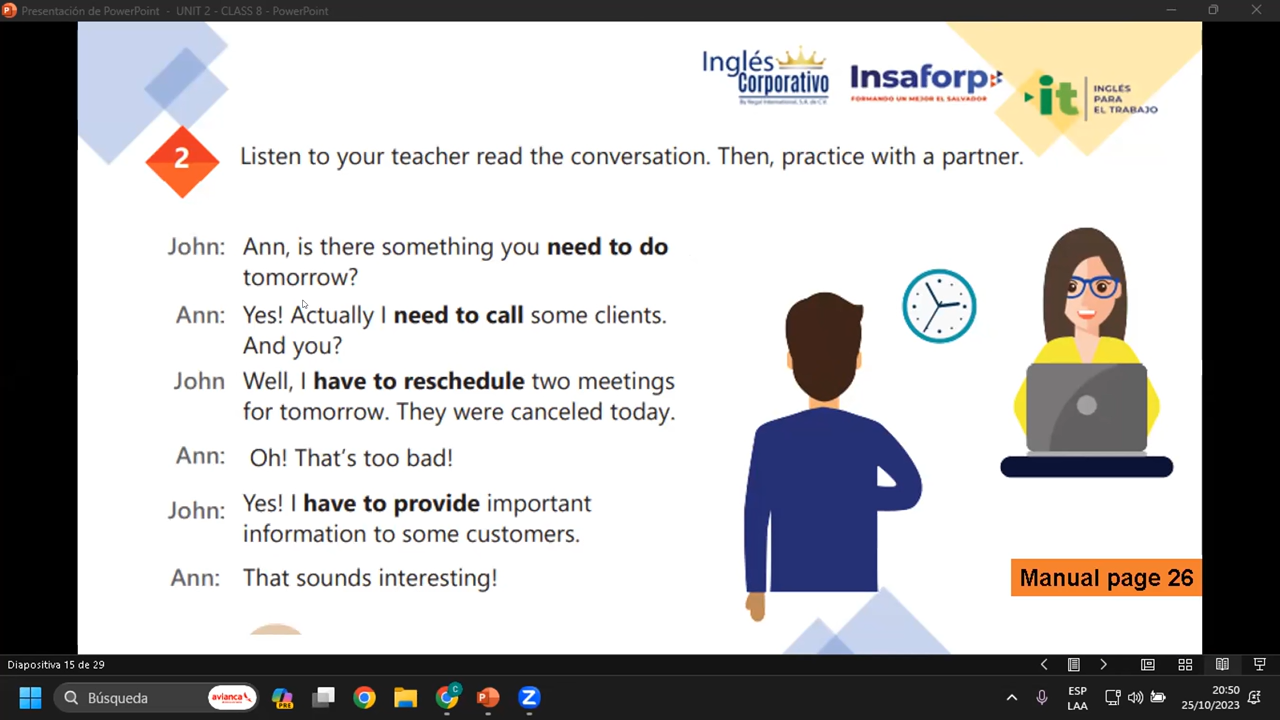 Presentación de PowerPoint - UNIT 2 - CLASS 8 - PowerPoint
Inglés
Corporativo
By Regal International, S.A. de C.V.
Insaforp
FORMANDO UN MEJOR EL SALVADOR
it
INGLÉS
PARA
EL TRABAJO
2 Listen to your teacher read the conversation. Then, practice with a partner.
John: Ann, is there something you need to do
tomorrow?
Ann: Yes! Actually I need to call some clients.
And you?
John Well, I have to reschedule two meetings
for tomorrow. They were canceled today.
Ann: Oh! That's too bad!
John: Yes! I have to provide important
information to some customers.
Ann: That sounds interesting!
Manual page 26
Diapositiva 15 de 29
Búsqueda
avianca
PRE
C
P
Z
ESP
LAA
20:50
25/10/2023